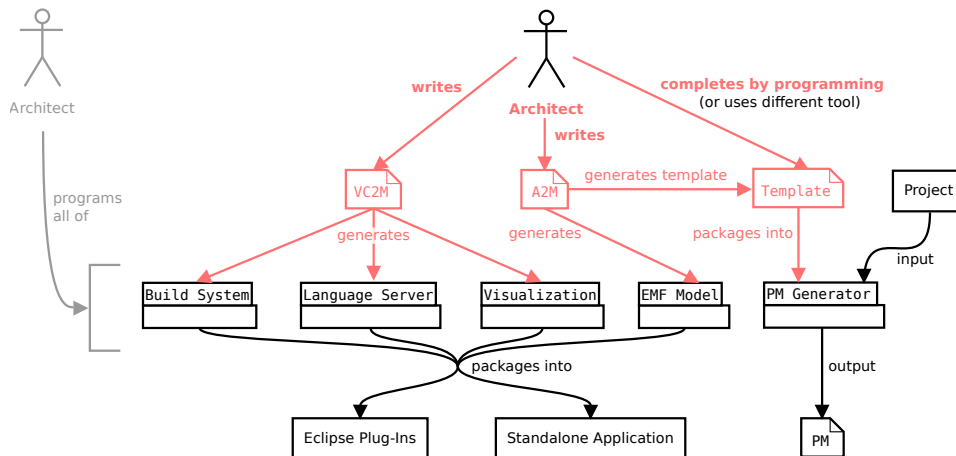 writes
completes by programming
(or uses different tool)
Architect
Architect
writes
VC2M
A2M
generates template
Template
Project
programs
all of
generates
generates
packages into
input
Build System
Language Server
Visualization
EMF Model
PM Generator
packages into
output
Eclipse Plug-Ins
Standalone Application
PM